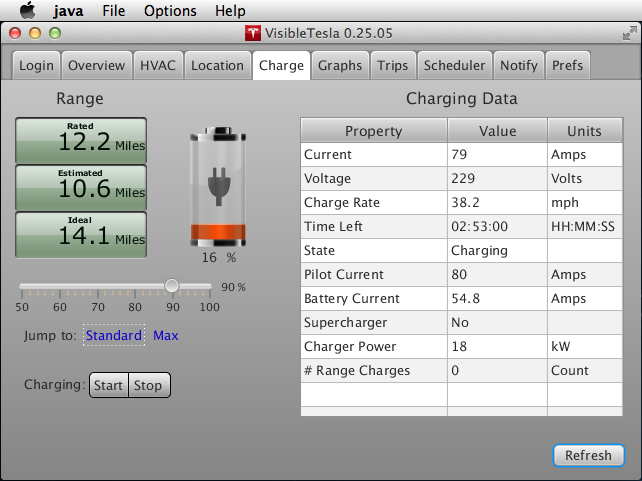 java File Options Help
VisibleTesla 0.25.05
Login Overview HVAC Location Charge Graphs Trips Scheduler Notify Prefs
Range
Rated
12.2 Miles
Estimated
10.6 Miles
Ideal
14.1 Miles
16 %
90 %
50 60 70 80 90 100
Jump to: Standard Max
Charging: Start Stop
Charging Data
Property Value Units
Current 79 Amps
Voltage 229 Volts
Charge Rate 38.2 mph
Time Left 02:53:00 HH:MM:SS
State Charging
Pilot Current 80 Amps
Battery Current 54.8 Amps
Supercharger No
Charger Power 18 kW
# Range Charges 0 Count
Refresh